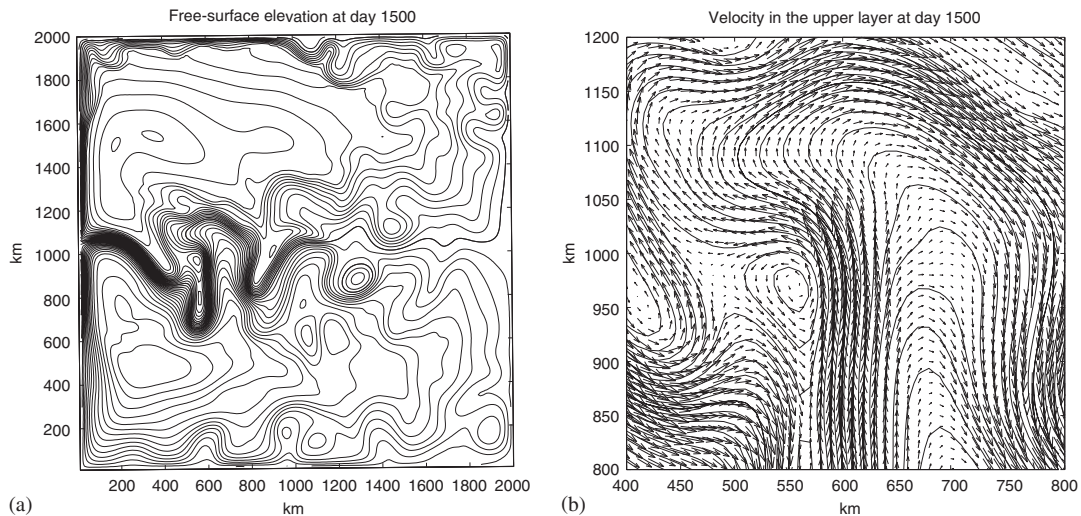 Free-surface elevation at day 1500
2000
1800
1600
1400
1200
1000
800
600
400
200
km
200 400 600 800 1000 1200 1400 1600 1800 2000
km
(a)
Velocity in the upper layer at day 1500
1200
1150
1100
1050
1000
950
900
850
800
km
400 450 500 550 600 650 700 750 800
km
(b)